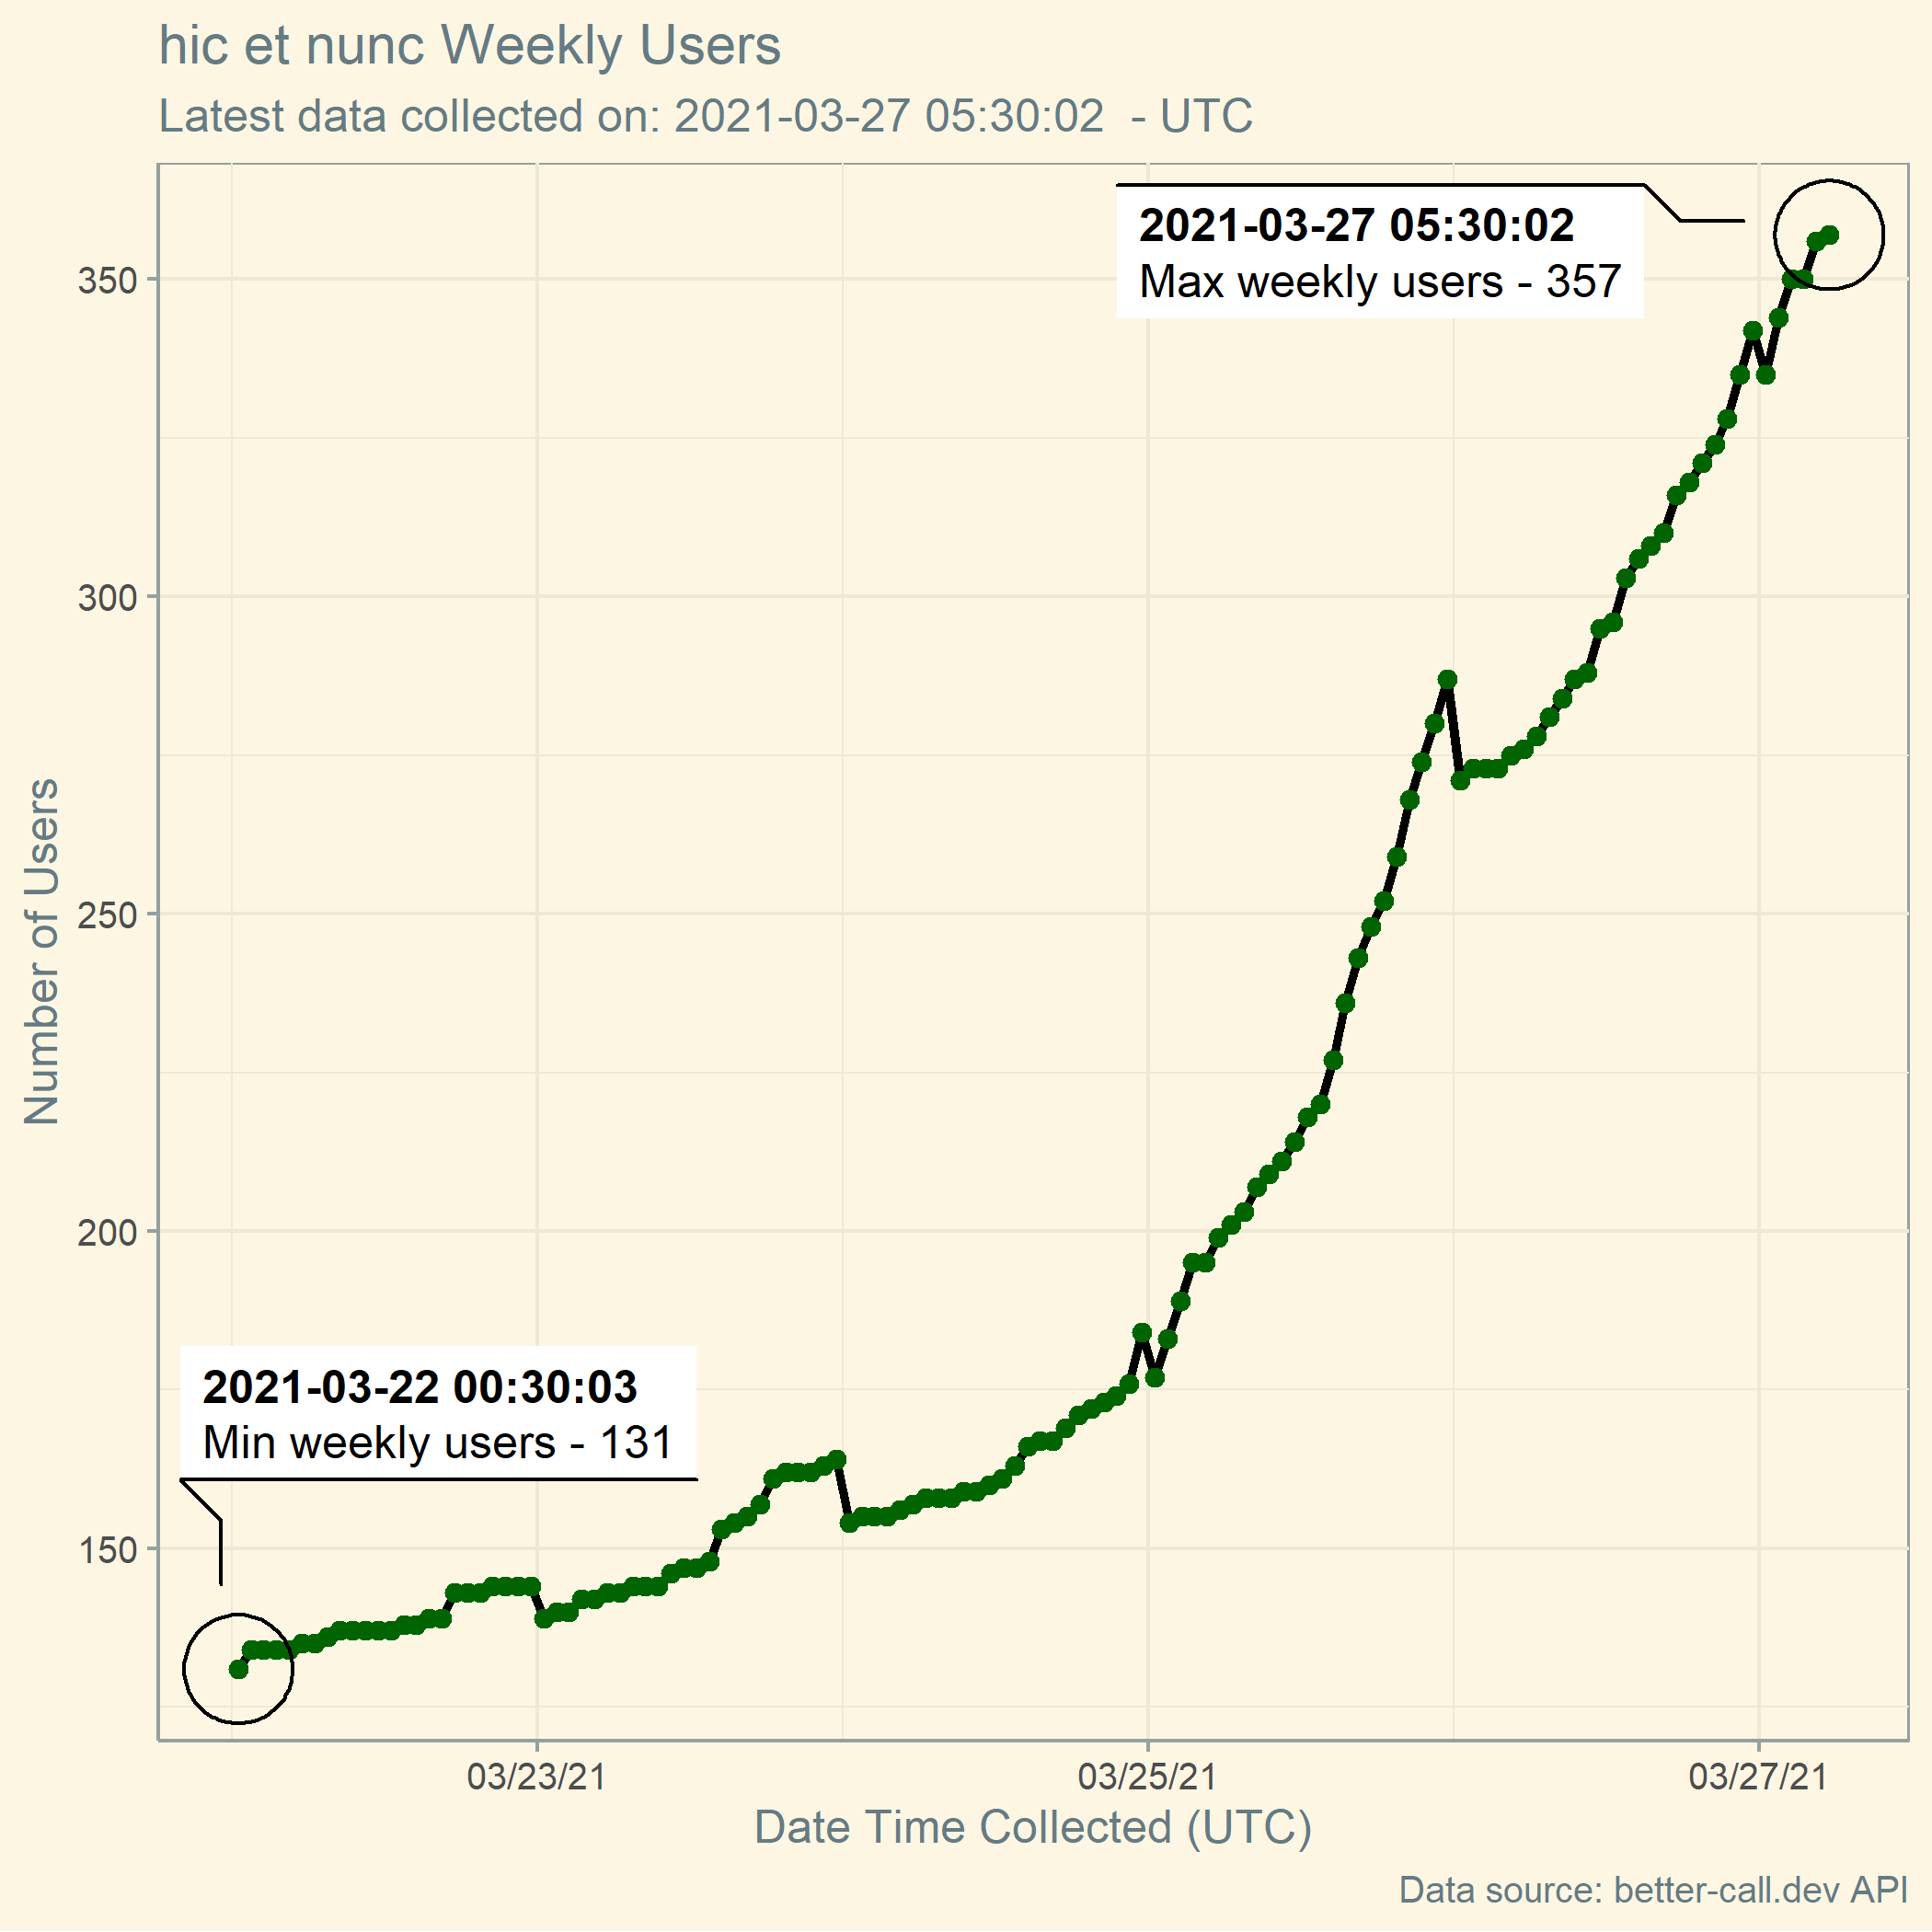 hic et nunc Weekly Users
Latest data collected on: 2021-03-27 05:30:02  - UTC
2021-03-27 05:30:02
Max weekly users - 357
350
300
250
200
150
Number of Users
2021-03-22 00:30:03
Min weekly users - 131
03/23/21
03/25/21
03/27/21
Date Time Collected (UTC)
Data source: better-call.dev API